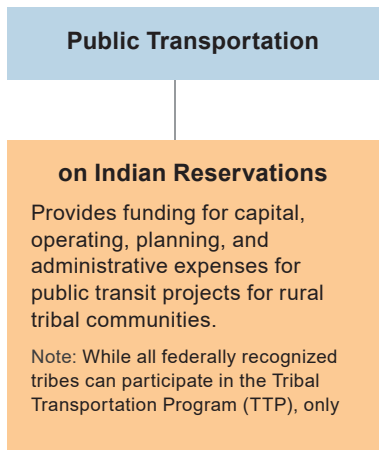 Public Transportation
on Indian Reservations
Provides funding for capital,
operating, planning, and
administrative expenses for
public transit projects for rural
tribal communities.
Note: While all federally recognized
tribes can participate in the Tribal
Transportation Program (TTP), only